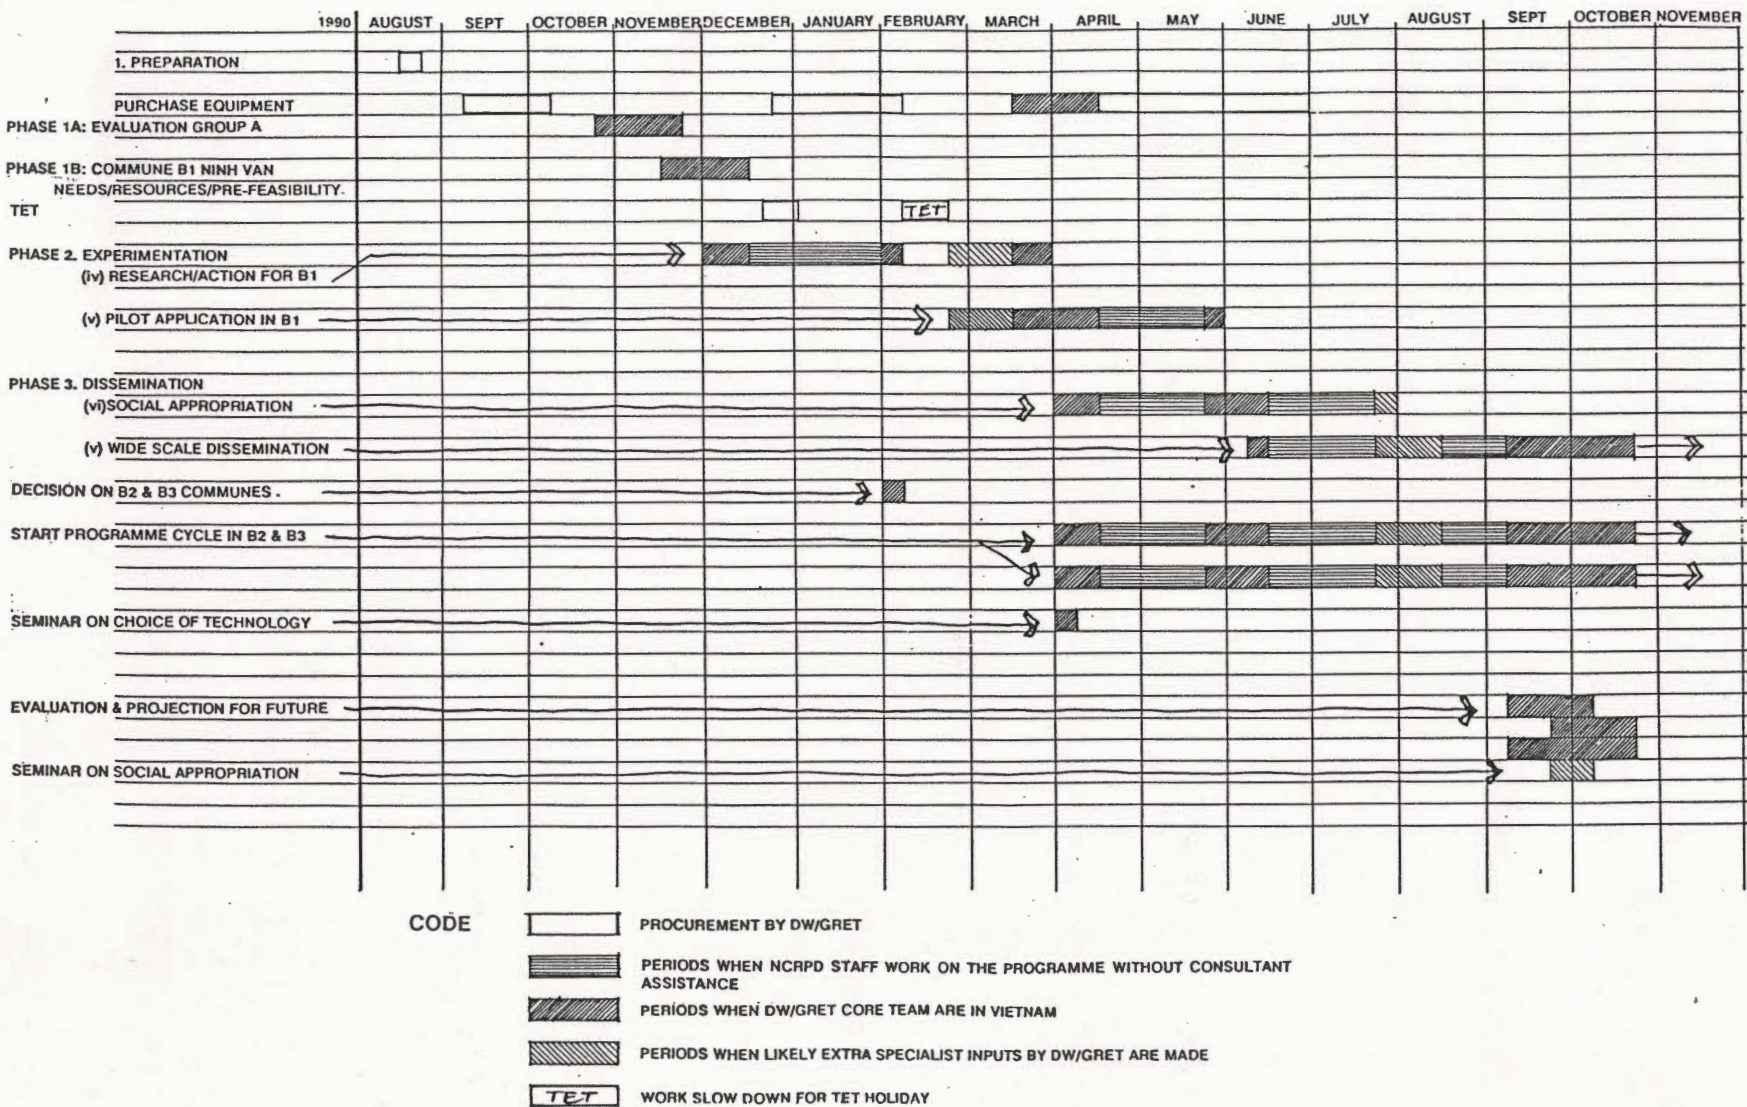 1990 AUGUST SEPT OCTOBER NOVEMBER DECEMBER JANUARY FEBRUARY MARCH APRIL MAY JUNE JULY AUGUST SEPT OCTOBER NOVEMBER
1. PREPARATION
PURCHASE EQUIPMENT
PHASE 1A: EVALUATION GROUP A
PHASE 1B: COMMUNE B1 NINH VAN
NEEDS/RESOURCES/PRE-FEASIBILITY.
TET TET
PHASE 2. EXPERIMENTATION
(iv) RESEARCH/ACTION FOR B1
(v) PILOT APPLICATION IN B1
PHASE 3. DISSEMINATION
(vi) SOCIAL APPROPRIATION
(v) WIDE SCALE DISSEMINATION
DECISION ON B2 & B3 COMMUNES.
START PROGRAMME CYCLE IN B2 & B3
SEMINAR ON CHOICE OF TECHNOLOGY
EVALUATION & PROJECTION FOR FUTURE
SEMINAR ON SOCIAL APPROPRIATION
CODE PROCUREMENT BY DW/GRET
PERIODS WHEN NCRPD STAFF WORK ON THE PROGRAMME WITHOUT CONSULTANT
ASSISTANCE
PERIODS WHEN DW/GRET CORE TEAM ARE IN VIETNAM
PERIODS WHEN LIKELY EXTRA SPECIALIST INPUTS BY DW/GRET ARE MADE
TET WORK SLOW DOWN FOR TET HOLIDAY